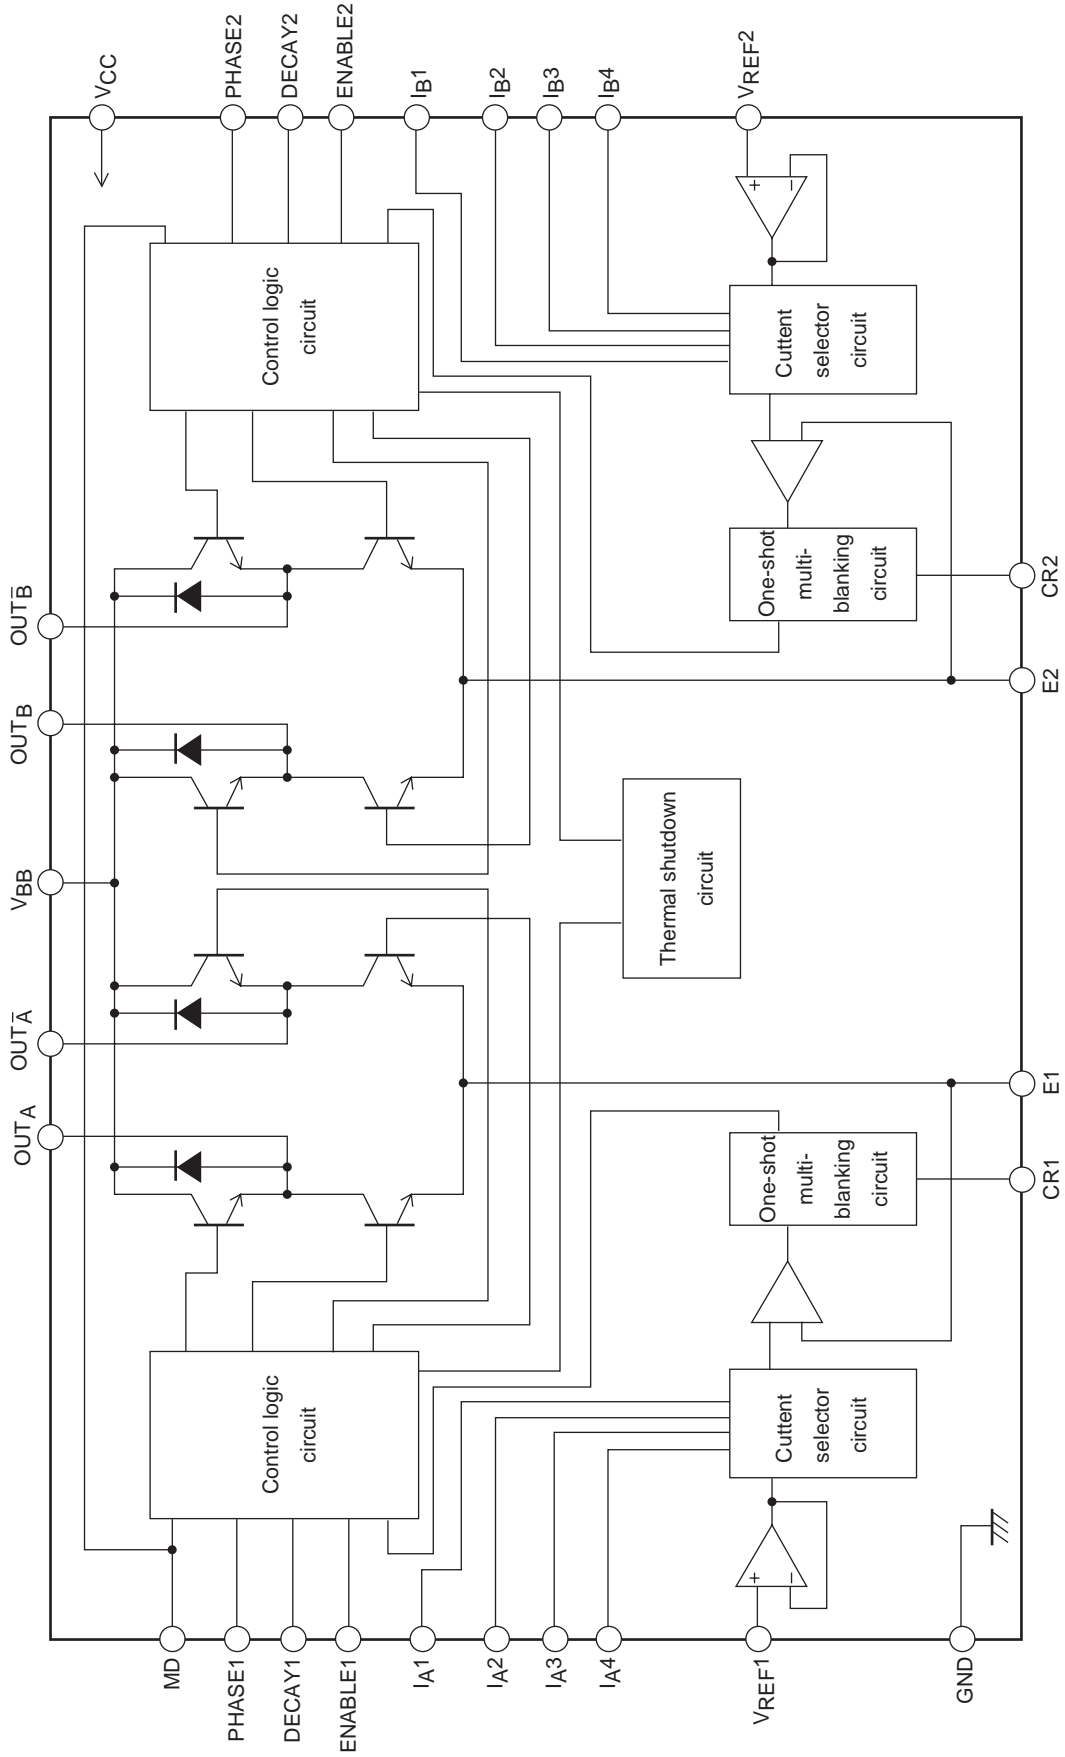 OUTA
OUTA̅
VBB
OUTB
OUTB̅
MD
PHASE1
DECAY1
ENABLE1
IA1
IA2
IA3
IA4
VREF1
GND
Control logic
circuit
Control logic
circuit
VCC
PHASE2
DECAY2
ENABLE2
IB1
IB2
IB3
IB4
VREF2
Thermal shutdown
circuit
+
−
Cuttent
selector
circuit
One-shot
multi-
blanking
circuit
One-shot
multi-
blanking
circuit
Cuttent
selector
circuit
+
−
CR1
E1
E2
CR2